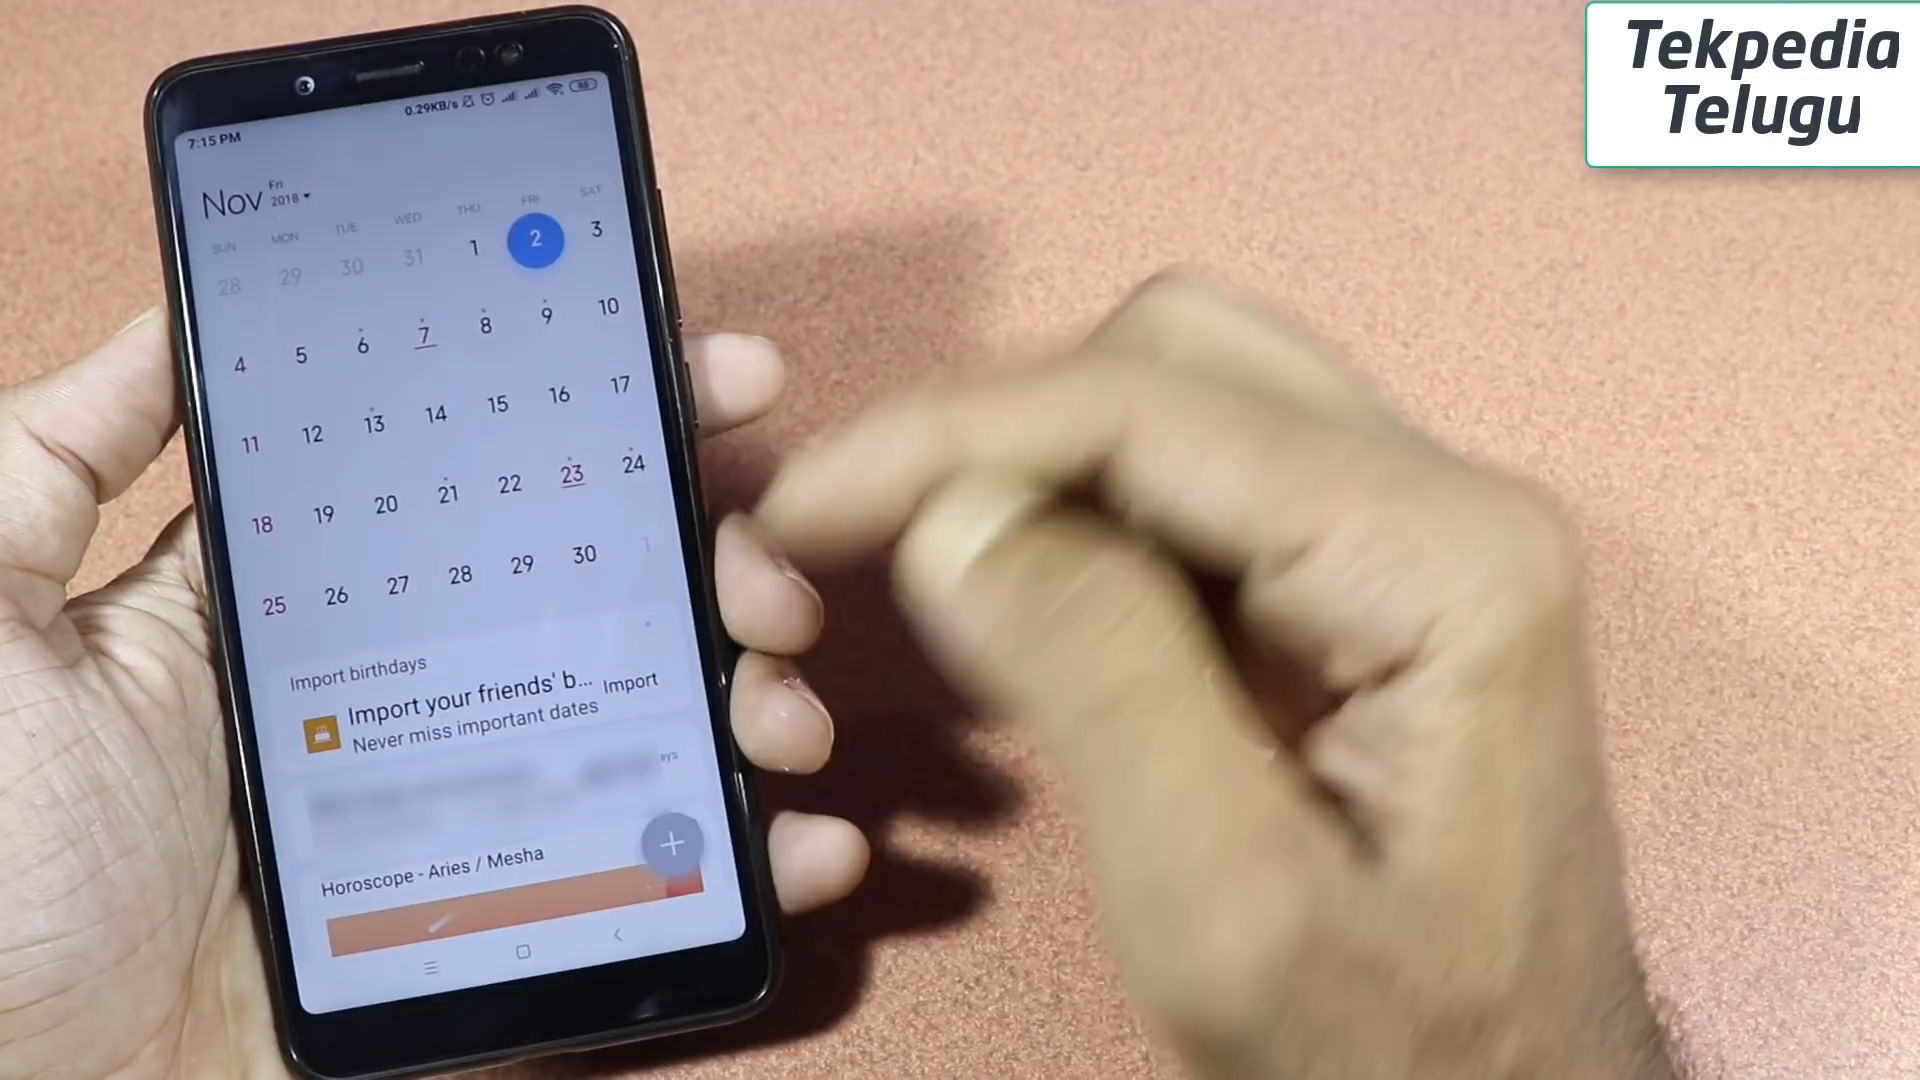 Tekpedia
Telugu
0.29KB/s
7:15 PM
Nov Fri 2018
SUN MON TUE WED THU FRI SAT
28 29 30 31 1 2 3
4 5 6 7 8 9 10
11 12 13 14 15 16 17
18 19 20 21 22 23 24
25 26 27 28 29 30 1
Import birthdays
Import your friends' b... Import
Never miss important dates
Horoscope - Aries / Mesha